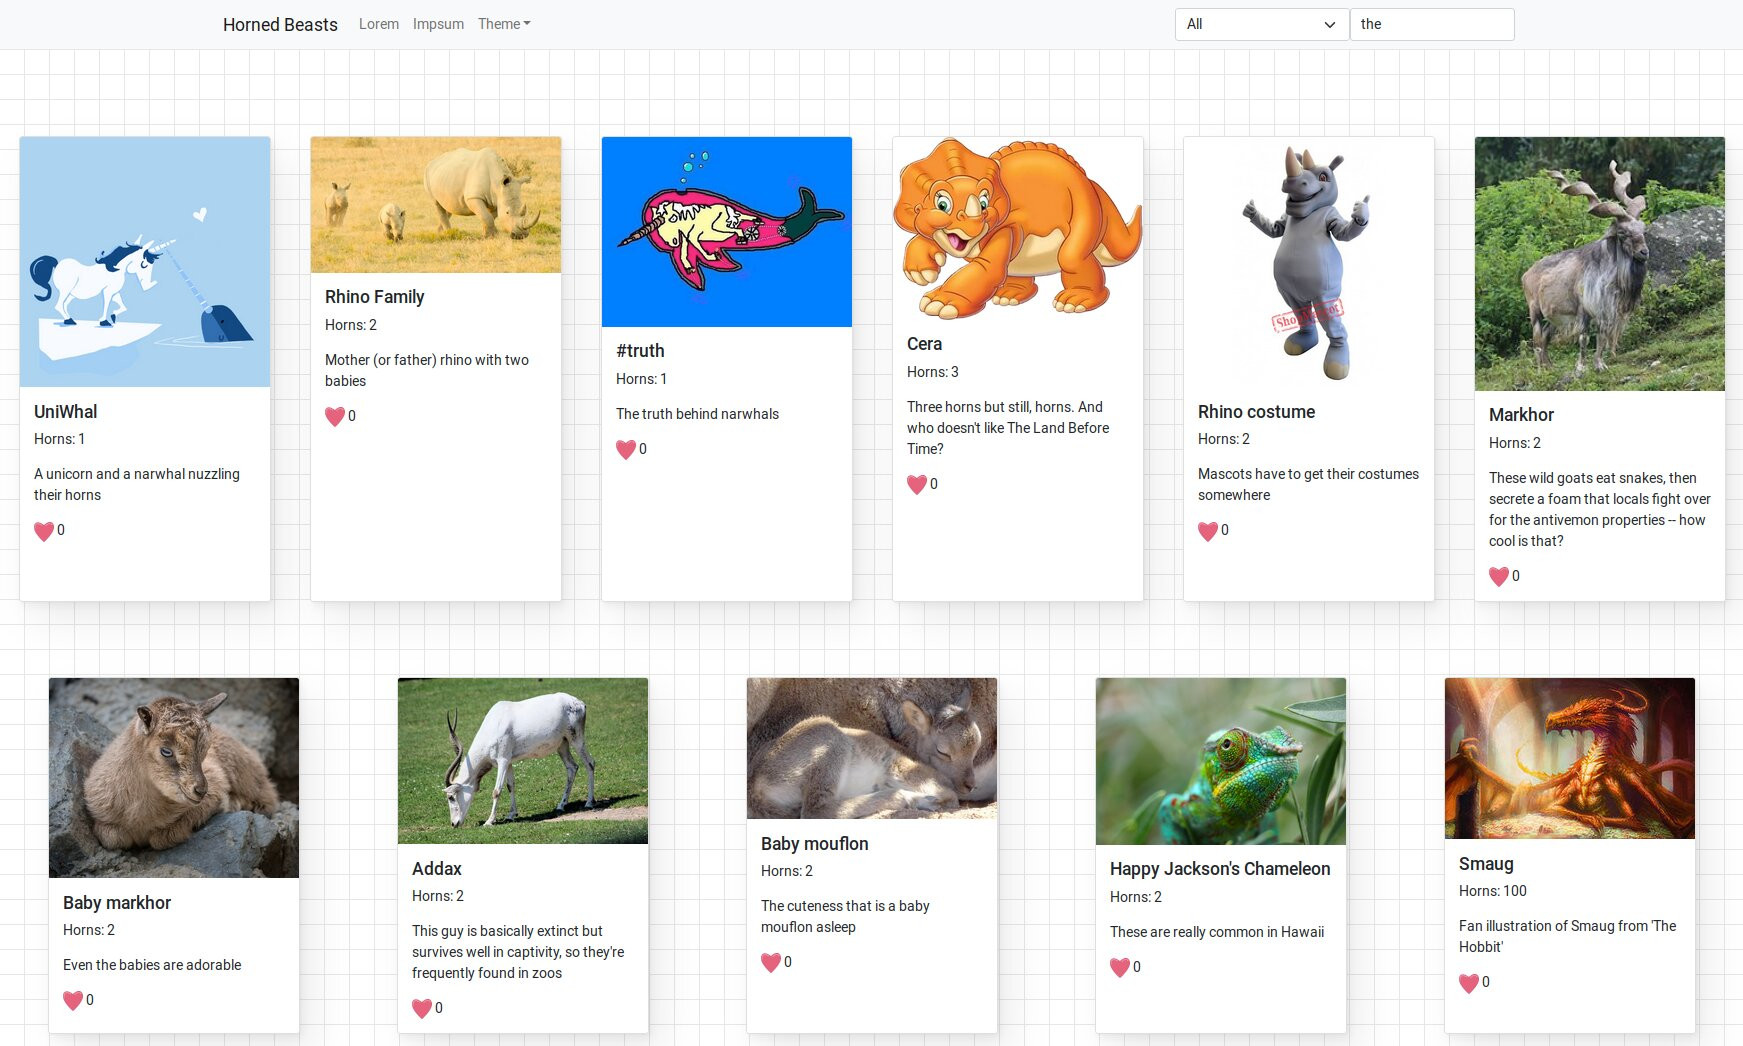 Horned Beasts Lorem Impsum Theme All the
UniWhal
Horns: 1
A unicorn and a narwhal nuzzling
their horns
0
Rhino Family
Horns: 2
Mother (or father) rhino with two
babies
0
#truth
Horns: 1
The truth behind narwhals
0
Cera
Horns: 3
Three horns but still, horns. And
who doesn't like The Land Before
Time?
0
Rhino costume
Horns: 2
Mascots have to get their costumes
somewhere
0
Markhor
Horns: 2
These wild goats eat snakes, then
secrete a foam that locals fight over
for the antivemon properties -- how
cool is that?
0
Baby markhor
Horns: 2
Even the babies are adorable
0
Addax
Horns: 2
This guy is basically extinct but
survives well in captivity, so they're
frequently found in zoos
0
Baby mouflon
Horns: 2
The cuteness that is a baby
mouflon asleep
0
Happy Jackson's Chameleon
Horns: 2
These are really common in Hawaii
0
Smaug
Horns: 100
Fan illustration of Smaug from 'The
Hobbit'
0